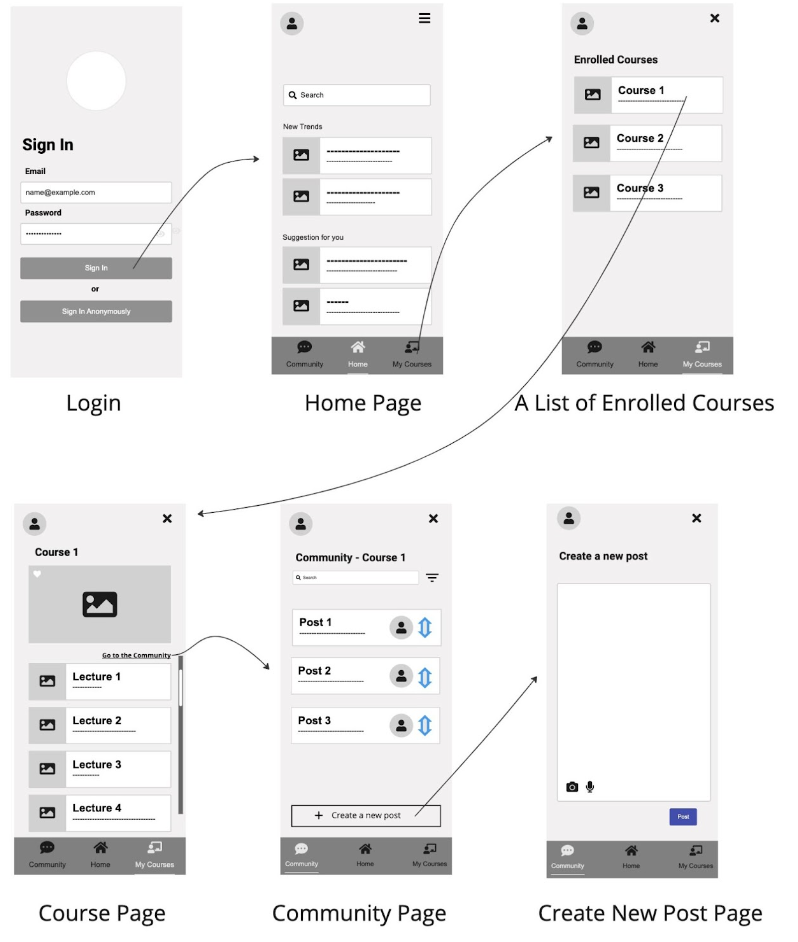 Sign In
Email
name@example.com
Password
Sign In
or
Sign In Anonymously
Login
Search
New Trends
Suggestion for you
Community Home My Courses
Home Page
Enrolled Courses
Course 1
Course 2
Course 3
Community Home My Courses
A List of Enrolled Courses
Course 1
Go to the Community
Lecture 1
Lecture 2
Lecture 3
Lecture 4
Community Home My Courses
Course Page
Community - Course 1
Search
Post 1
Post 2
Post 3
+ Create a new post
Community Home My Courses
Community Page
Create a new post
Post
Community Home My Courses
Create New Post Page